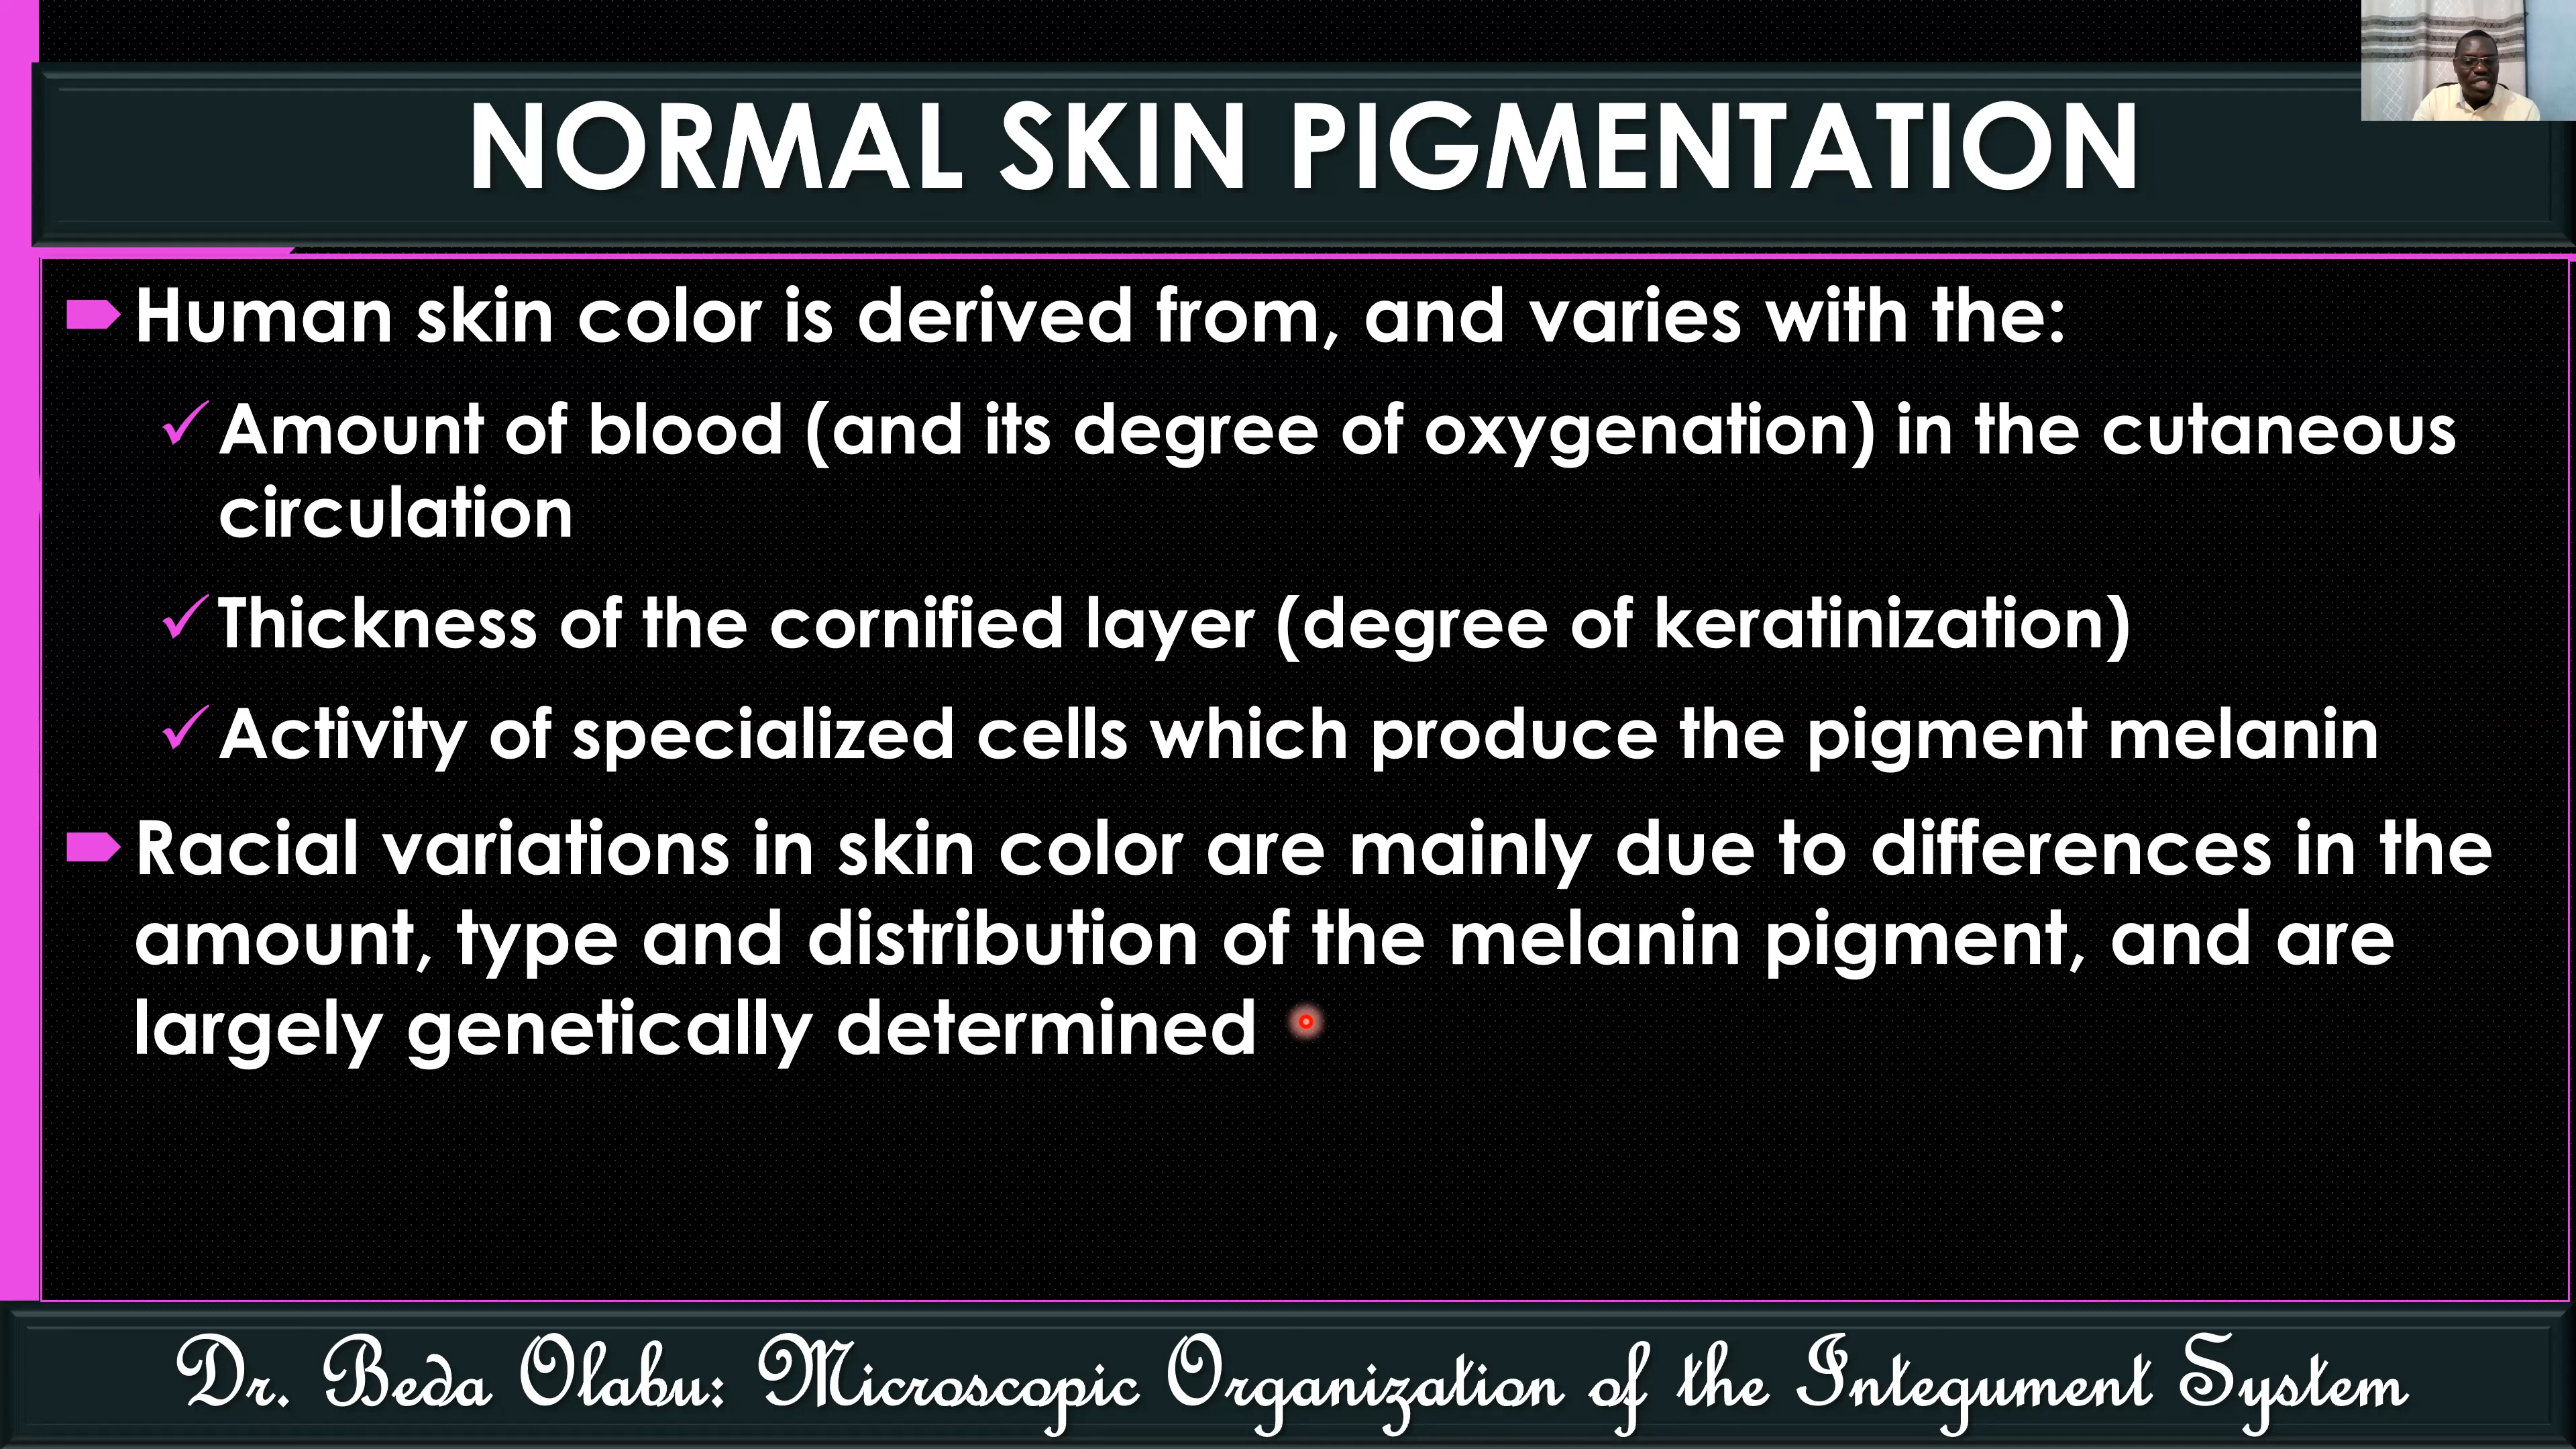 NORMAL SKIN PIGMENTATION
Human skin color is derived from, and varies with the:
Amount of blood (and its degree of oxygenation) in the cutaneous
circulation
Thickness of the cornified layer (degree of keratinization)
Activity of specialized cells which produce the pigment melanin
Racial variations in skin color are mainly due to differences in the
amount, type and distribution of the melanin pigment, and are
largely genetically determined
Dr. Beda Olabu: Microscopic Organization of the Integument System